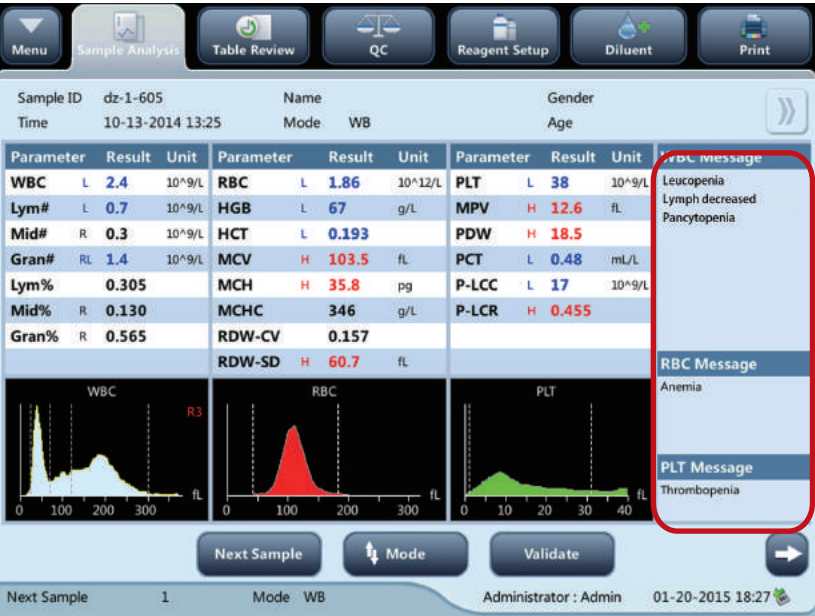 Menu Sample Analysis Table Review QC Reagent Setup Diluent Print
Sample ID dz-1-605 Name Gender
Time 10-13-2014 13:25 Mode WB Age
Parameter Result Unit Parameter Result Unit Parameter Result Unit WBC Message
WBC L 2.4 10^9/L RBC L 1.86 10^12/L PLT L 38 10^9/L Leucopenia
Lym# L 0.7 10^9/L HGB L 67 g/L MPV H 12.6 fL Lymph decreased
Mid# R 0.3 10^9/L HCT L 0.193 PDW H 18.5 Pancytopenia
Gran# RL 1.4 10^9/L MCV H 103.5 fL PCT L 0.48 mL/L
Lym% 0.305 MCH H 35.8 pg P-LCC L 17 10^9/L
Mid% R 0.130 MCHC 346 g/L P-LCR H 0.455
Gran% R 0.565 RDW-CV 0.157
RDW-SD H 60.7 fL RBC Message
WBC RBC PLT Anemia
R3
PLT Message
Thrombopenia
fL fL
0 100 200 300 0 100 200 300 0 10 20 30 40
Next Sample Mode Validate
Next Sample 1 Mode WB Administrator : Admin 01-20-2015 18:27